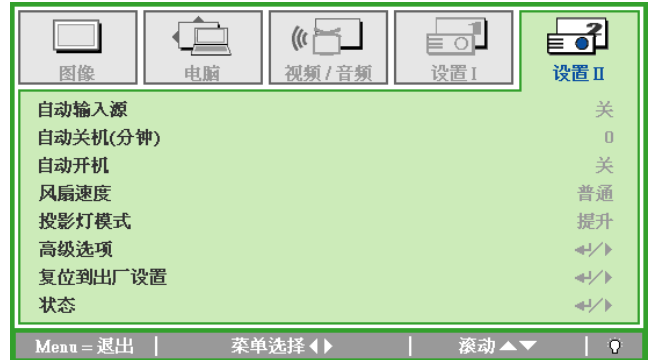 图像 电脑 视频 / 音频 设置 I 设置 II
自动输入源 关
自动关机(分钟) 0
自动开机 关
风扇速度 普通
投影灯模式 提升
高级选项
复位到出厂设置
状态
Menu = 退出 菜单选择 滚动